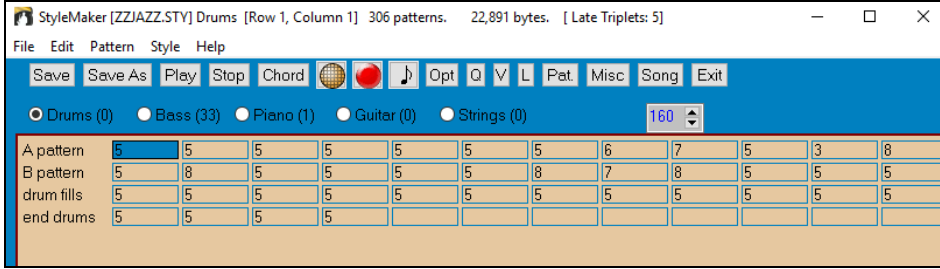 StyleMaker [ZZJAZZ.STY] Drums [Row 1, Column 1] 306 patterns. 22,891 bytes. [ Late Triplets: 5]
File Edit Pattern Style Help
Save Save As Play Stop Chord Opt Q V L Pat. Misc Song Exit
Drums (0) Bass (33) Piano (1) Guitar (0) Strings (0) 160
A pattern 5 5 5 5 5 5 5 6 7 5 3 8
B pattern 5 8 5 5 5 5 8 7 8 5 5 5
drum fills 5 5 5 5 5 5 5 5 5 5 5 5
end drums 5 5 5 5